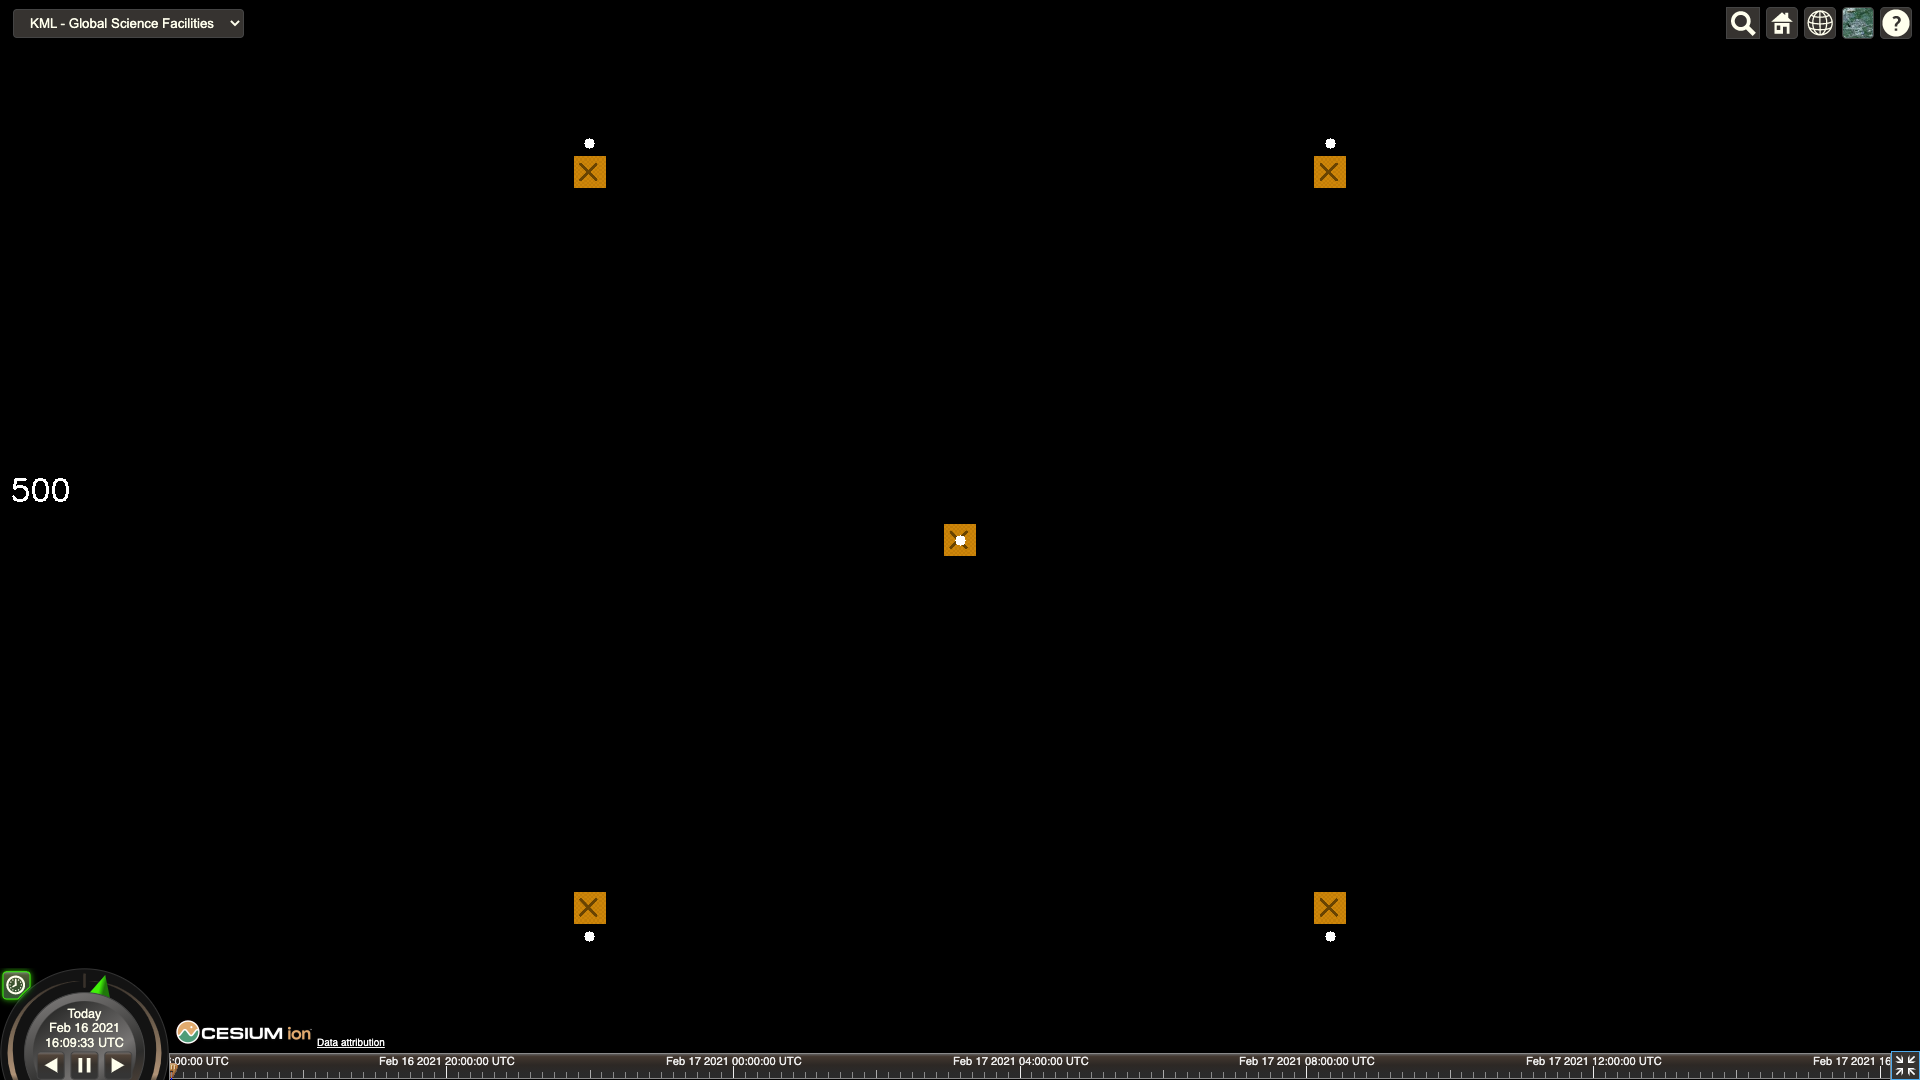 KML - Global Science Facilities
?
500
Today
Feb 16 2021
16:09:33 UTC
CESIUM ion
Data attribution
:00:00 UTC
Feb 16 2021 20:00:00 UTC
Feb 17 2021 00:00:00 UTC
Feb 17 2021 04:00:00 UTC
Feb 17 2021 08:00:00 UTC
Feb 17 2021 12:00:00 UTC
Feb 17 2021 16